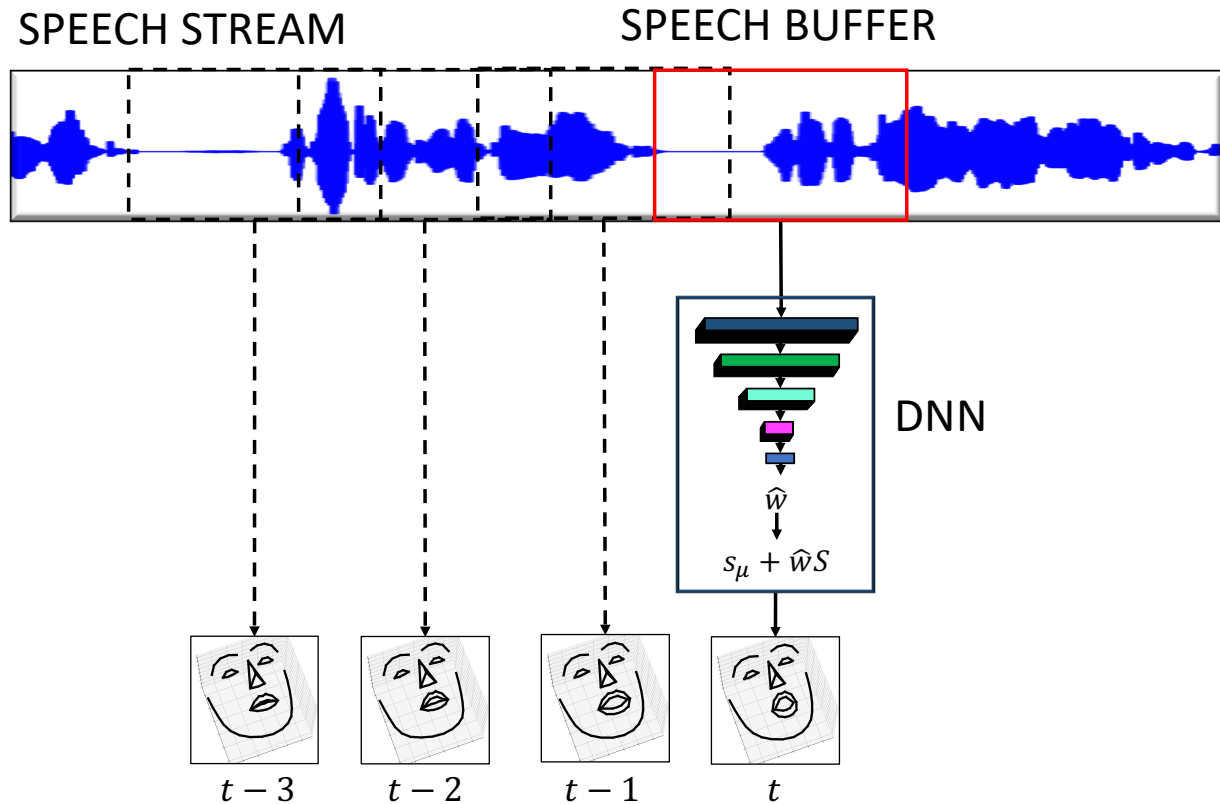 SPEECH STREAM
SPEECH BUFFER
DNN
ŵ
s_μ + ŵS
t − 3
t − 2
t − 1
t